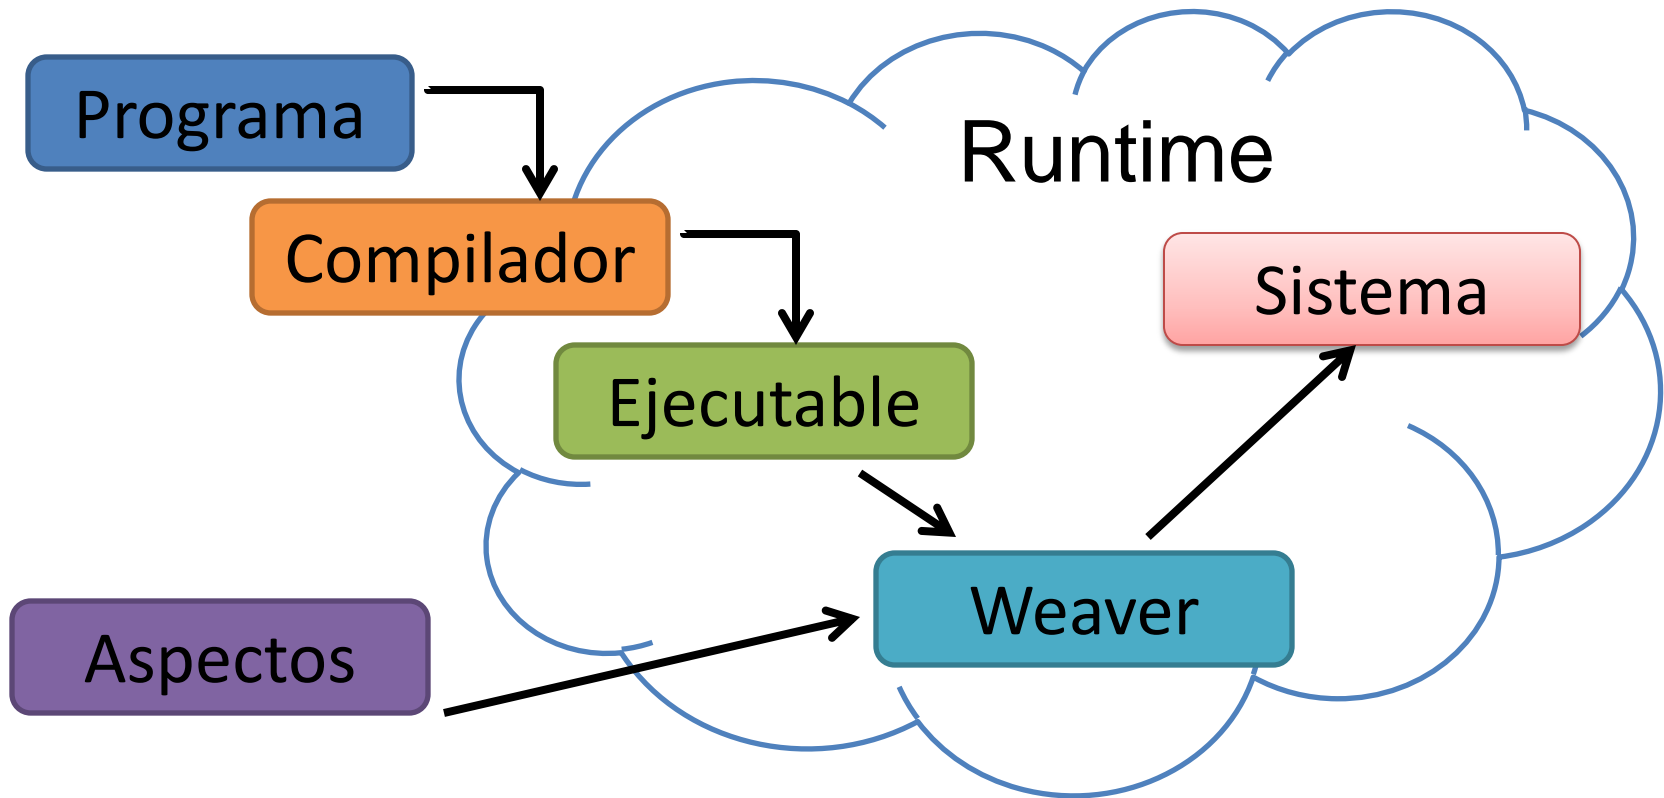 Programa
Runtime
Compilador
Sistema
Ejecutable
Weaver
Aspectos